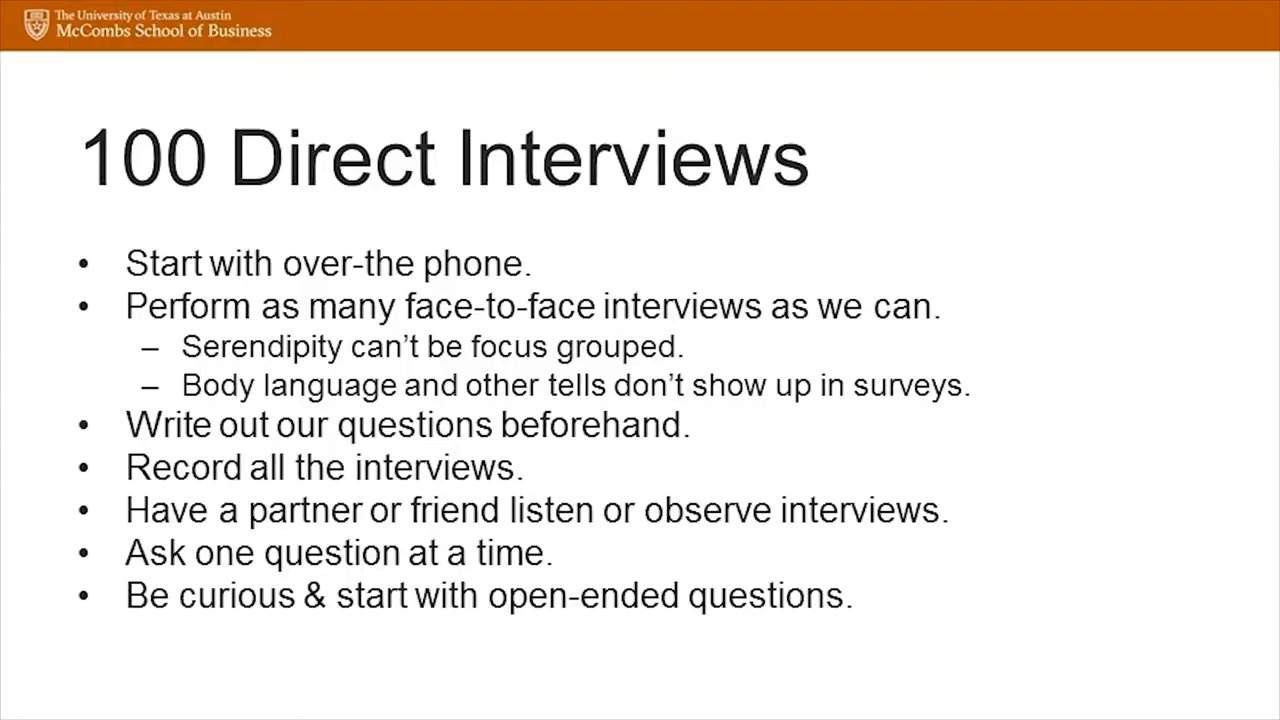 The University of Texas at Austin
McCombs School of Business
100 Direct Interviews
• Start with over-the phone.
• Perform as many face-to-face interviews as we can.
– Serendipity can’t be focus grouped.
– Body language and other tells don’t show up in surveys.
• Write out our questions beforehand.
• Record all the interviews.
• Have a partner or friend listen or observe interviews.
• Ask one question at a time.
• Be curious & start with open-ended questions.